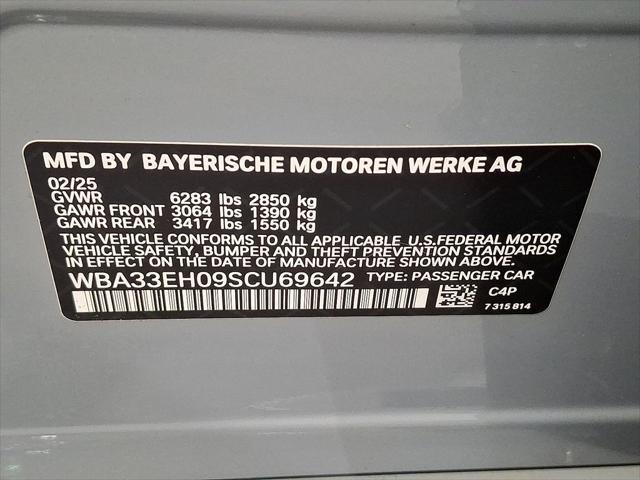 MFD BY BAYERISCHE MOTOREN WERKE AG
02/25
GVWR 6283 lbs 2850 kg
GAWR FRONT 3064 lbs 1390 kg
GAWR REAR 3417 lbs 1550 kg
THIS VEHICLE CONFORMS TO ALL APPLICABLE U.S.FEDERAL MOTOR
VEHICLE SAFETY, BUMPER AND THEFT PREVENTION STANDARDS
IN EFFECT ON THE DATE OF MANUFACTURE SHOWN ABOVE.
WBA33EH09SCU69642 TYPE: PASSENGER CAR
C4P
7 315 814